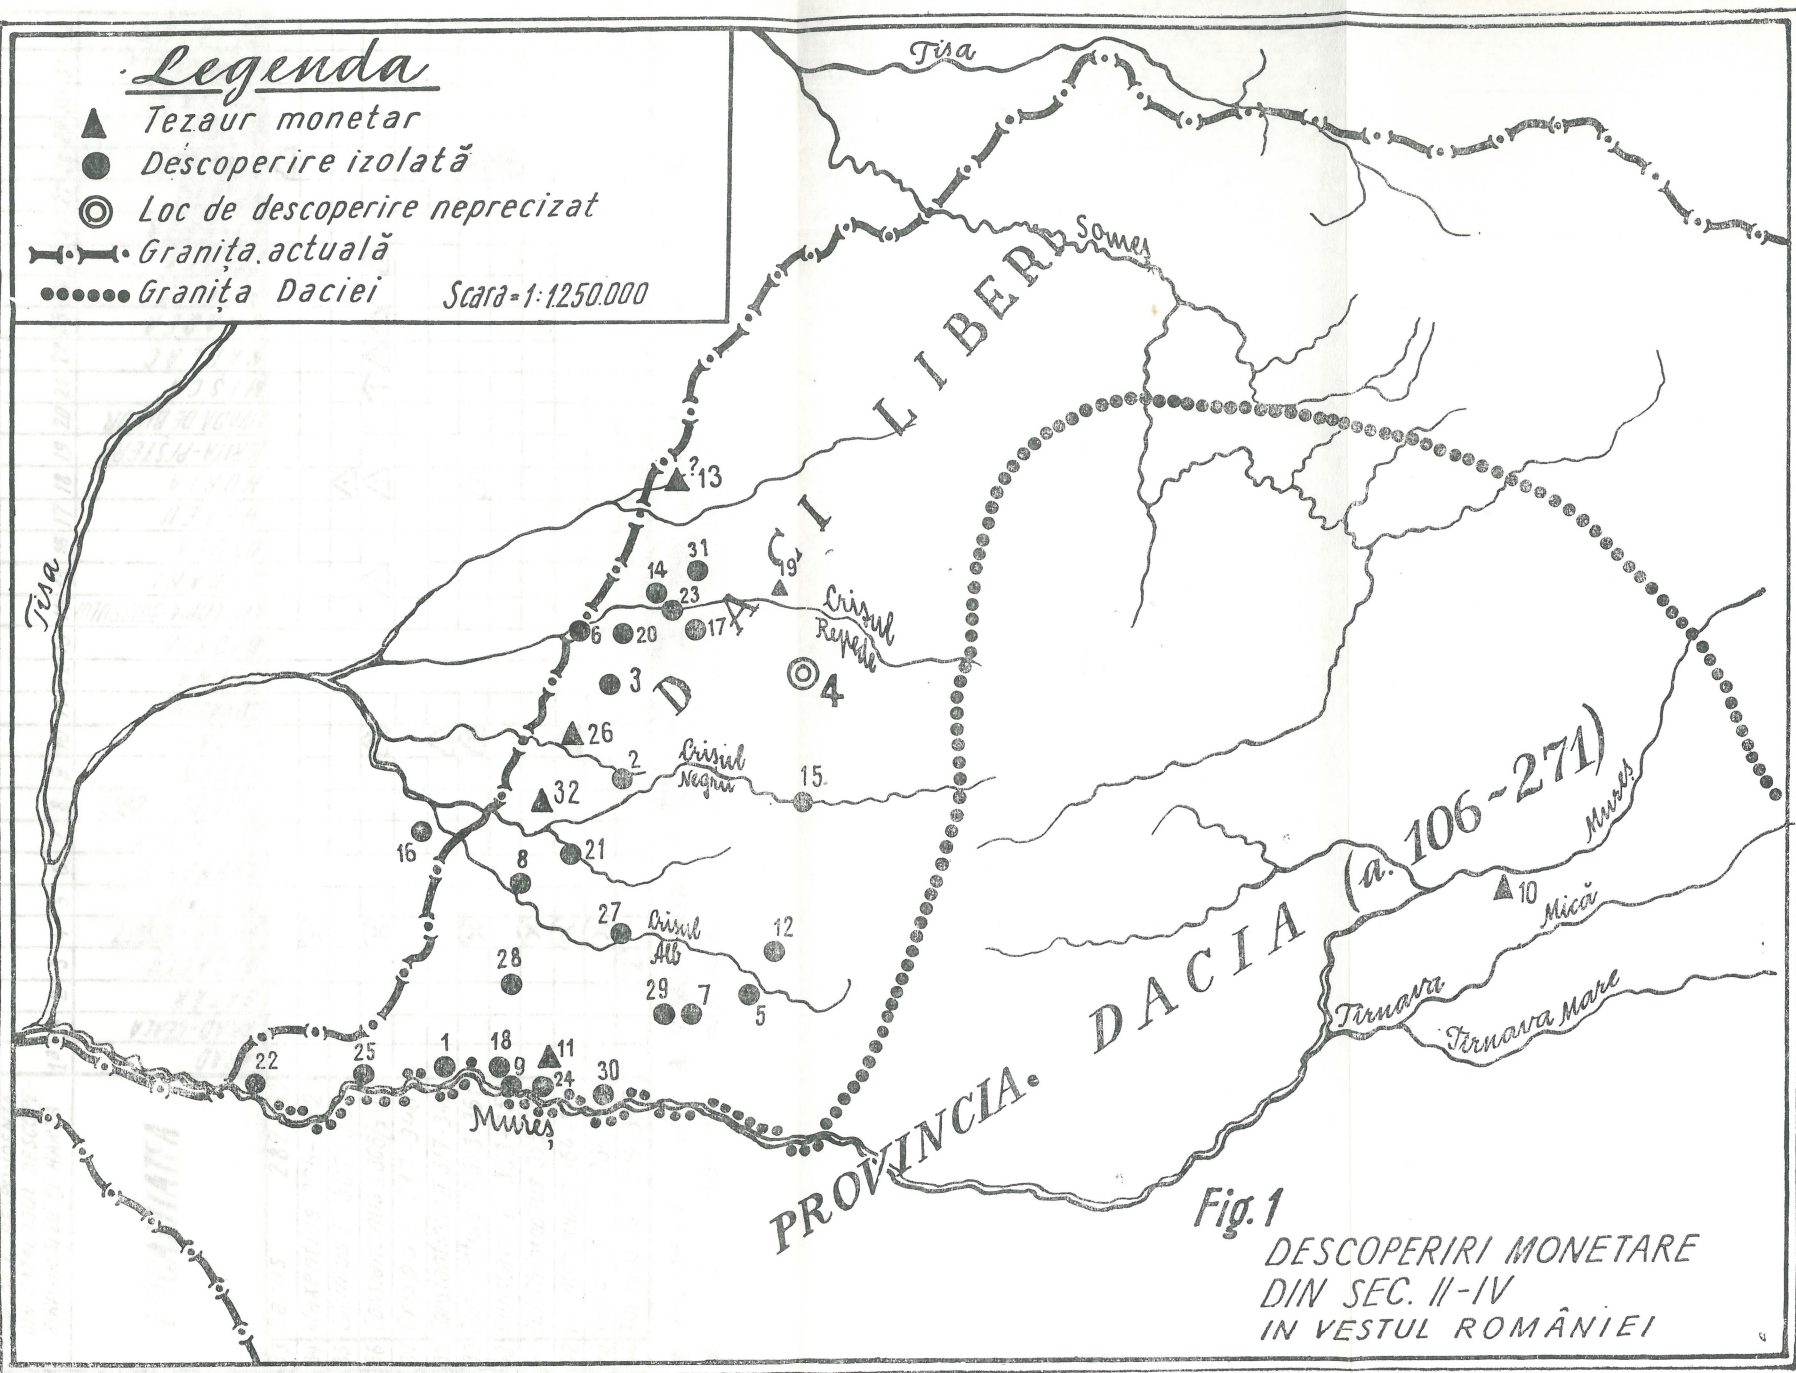 Legenda
Tezaur monetar
Descoperire izolată
Loc de descoperire neprecizat
Granița actuală
Granița Daciei Scara=1:1.250.000
Tisa
Someș
Tisa
DACI LIBERI
? 13
31
14
19
23
6
20
17
Crișul
Repede
3
4
26
2
Crișul
Negru
15
32
16
21
8
27
Crisul
Alb
12
28
29
7
5
1
18
11
22
25
9
24
30
Mureș
PROVINCIA DACIA (a. 106-271)
Mureș
10
Mică
Tîrnava
Tîrnava Mare
Fig. 1
DESCOPERIRI MONETARE
DIN SEC. II-IV
IN VESTUL ROMÂNIEI